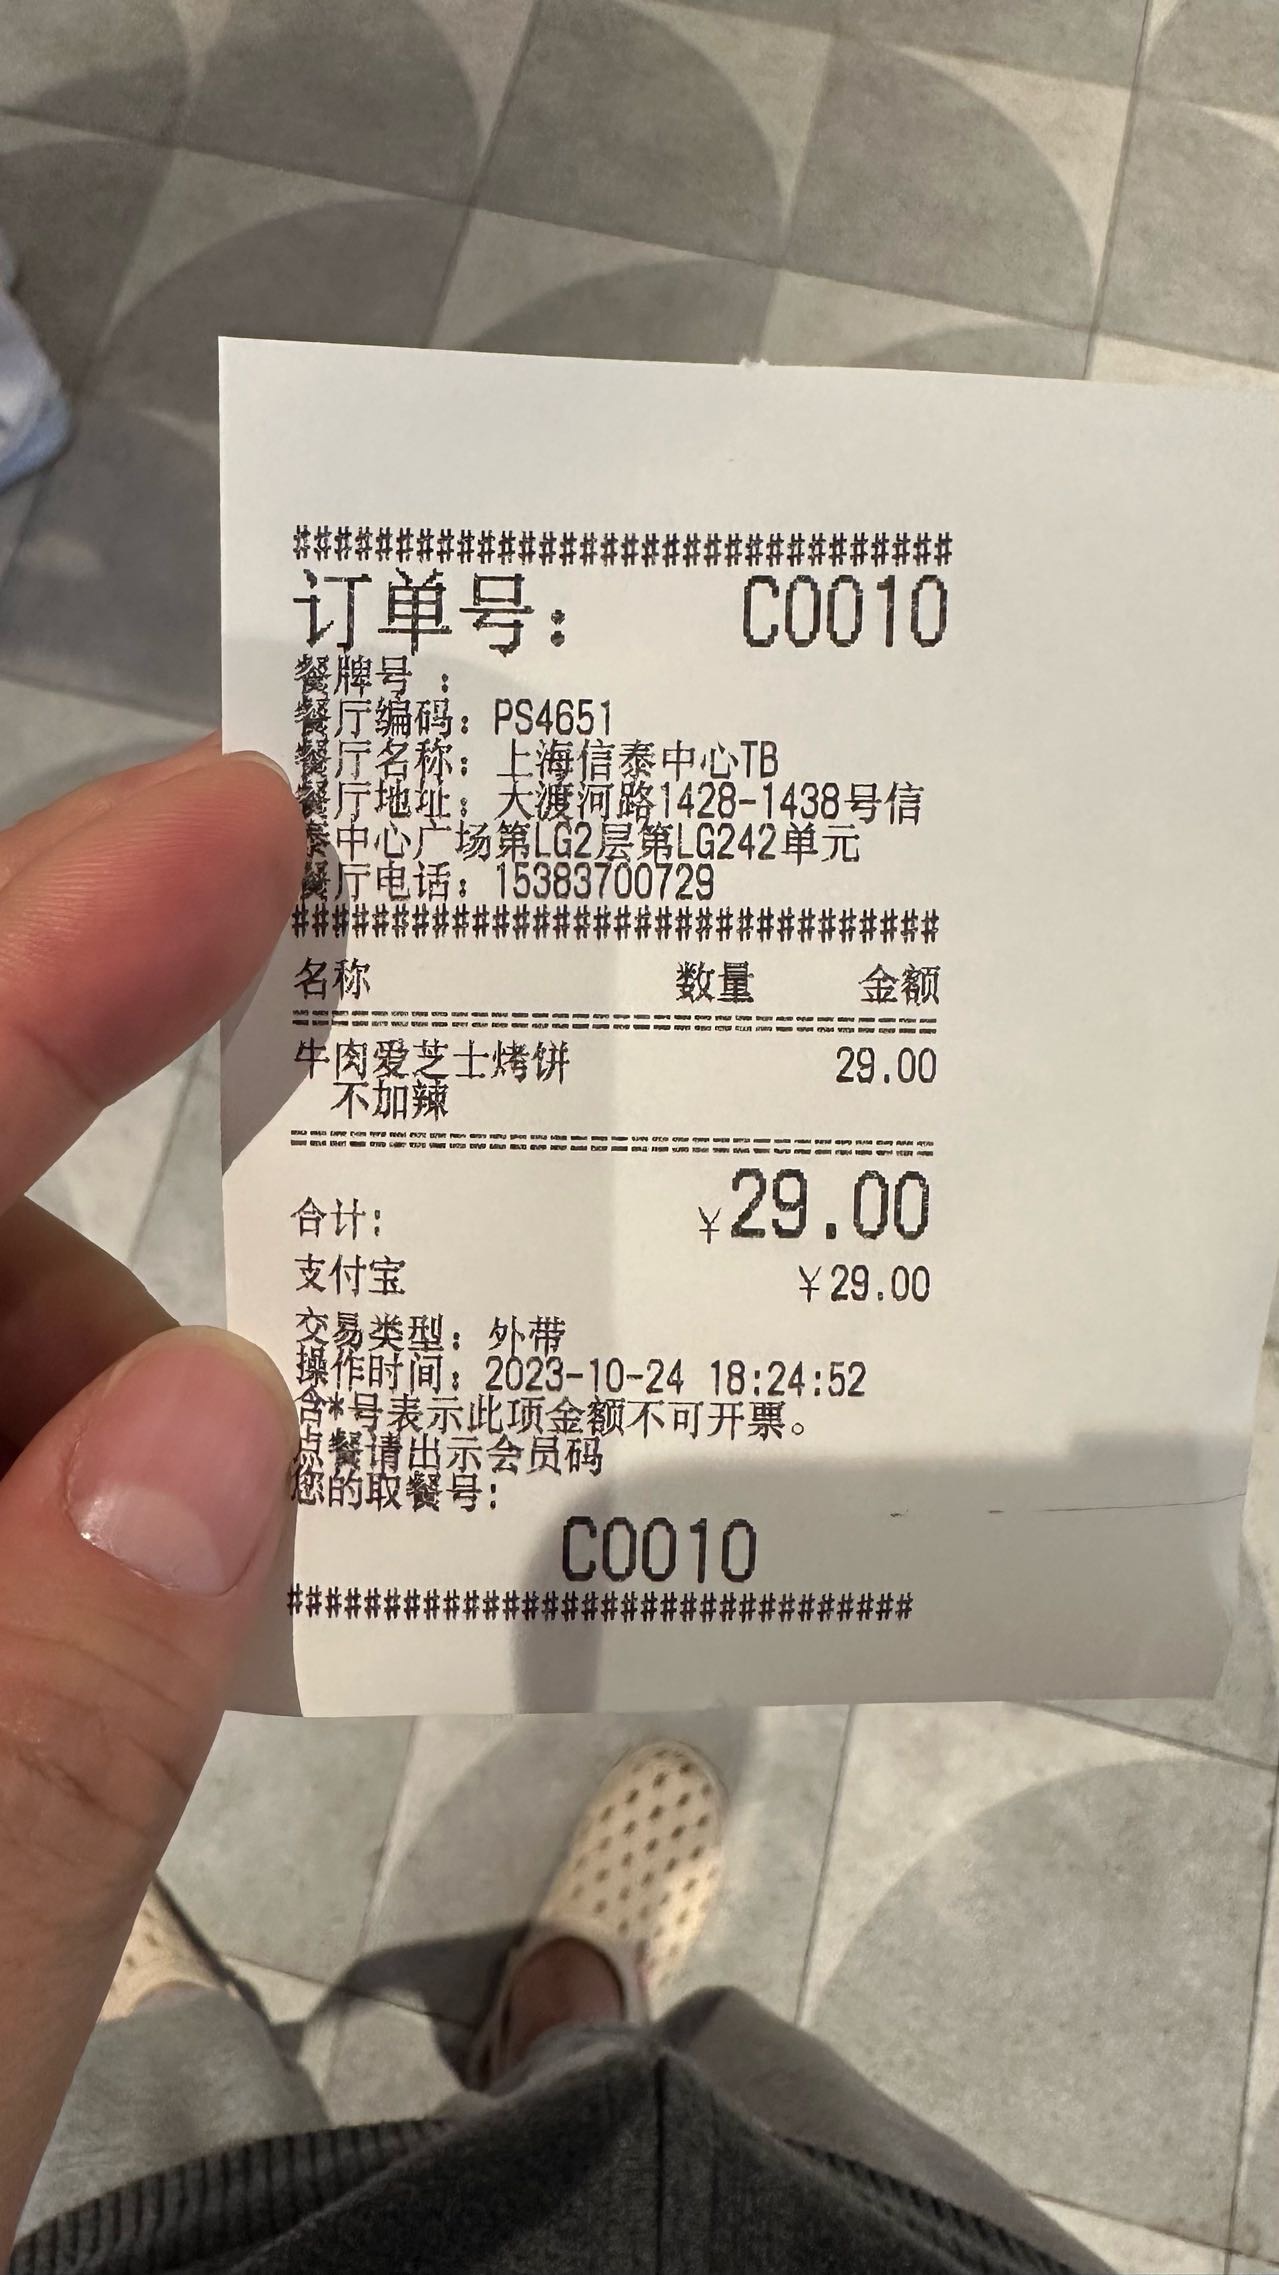 ################################
订单号： C0010
餐牌号 :
餐厅编码：PS4651
餐厅名称：上海信泰中心TB
餐厅地址：大渡河路1428-1438号信
泰中心广场第LG2层第LG242单元
餐厅电话：15383700729
################################
名称 数量 金额
================================
牛肉爱芝士烤饼 29.00
不加辣
================================
合计: ¥29.00
支付宝 ¥29.00
交易类型：外带
操作时间：2023-10-24 18:24:52
含*号表示此项金额不可开票。
点餐请出示会员码
您的取餐号:
C0010
################################